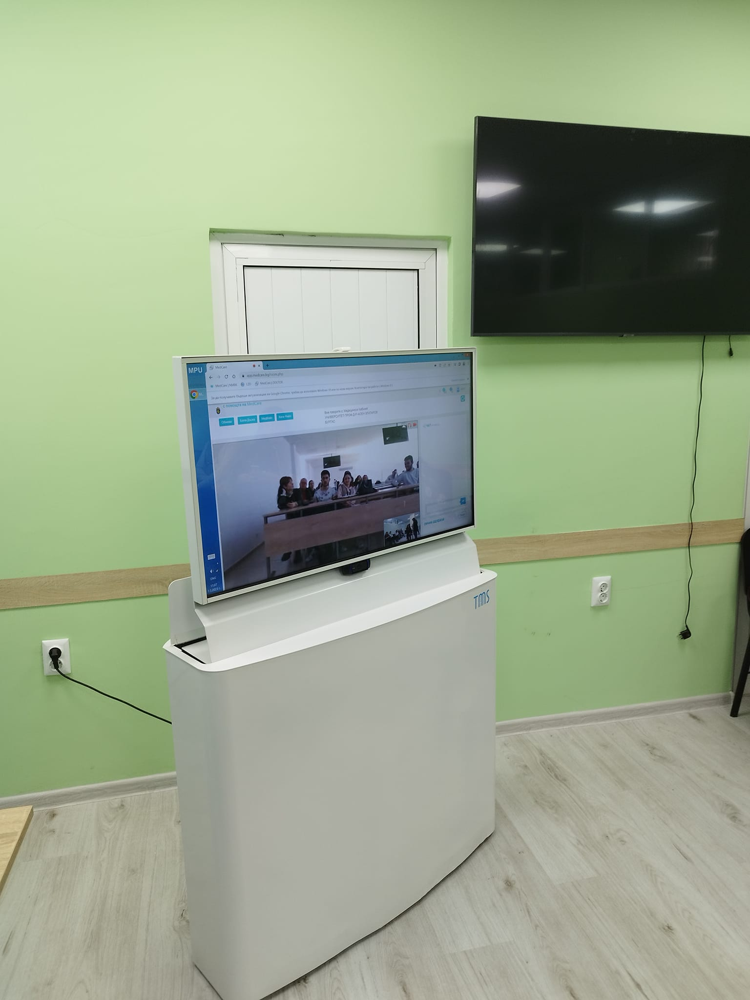 MPU
MedCare
app.medcare.bg/room.php
MedCare | NMBK
LZD
MedCare | DOCTOR
За да получавате бъдещи актуализации на Google Chrome, трябва да използвате Windows 10 или по-нова версия. Компютърът ви работи с Windows 8.1
с помощта на MedCare
Обнови
Бяла Дъска
Вие говорите с: Медицински Кабинет
УНИВЕРСИТЕТ-ПРОФ-Д-Р-АСЕН-ЗЛАТАРОВ
БУРГАС
ЧАТ
ЛИЧНИ БЕЛЕЖКИ
ENG
11:07
7.3.2023 г.
TMS